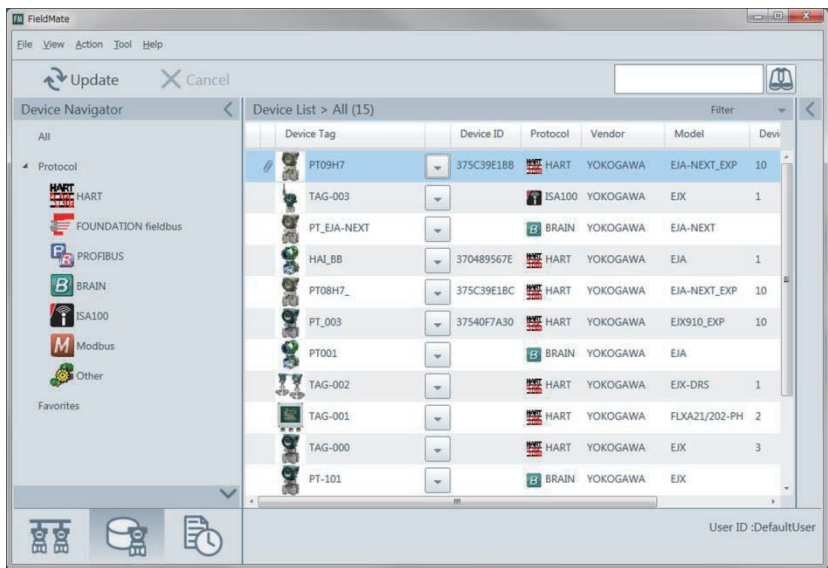 FieldMate
File View Action Tool Help
Update Cancel
Device Navigator
All
Protocol
HART HART
FOUNDATION fieldbus
PROFIBUS
B BRAIN
ISA100
M Modbus
Other
Favorites
Device List > All (15) Filter
Device Tag Device ID Protocol Vendor Model Devi
PT09H7 375C39E1B8 HART YOKOGAWA EJA-NEXT_EXP 10
TAG-003 ISA100 YOKOGAWA EJX 1
PT_EJA-NEXT B BRAIN YOKOGAWA EJA-NEXT
HAI_BB 370489567E HART YOKOGAWA EJA 1
PT08H7_ 375C39E1BC HART YOKOGAWA EJA-NEXT_EXP 10
PT_003 37540F7A30 HART YOKOGAWA EJX910_EXP 10
PT001 B BRAIN YOKOGAWA EJA
TAG-002 HART YOKOGAWA EJX-DRS 1
TAG-001 HART YOKOGAWA FLXA21/202-PH 2
TAG-000 HART YOKOGAWA EJX 3
PT-101 B BRAIN YOKOGAWA EJX
User ID :DefaultUser